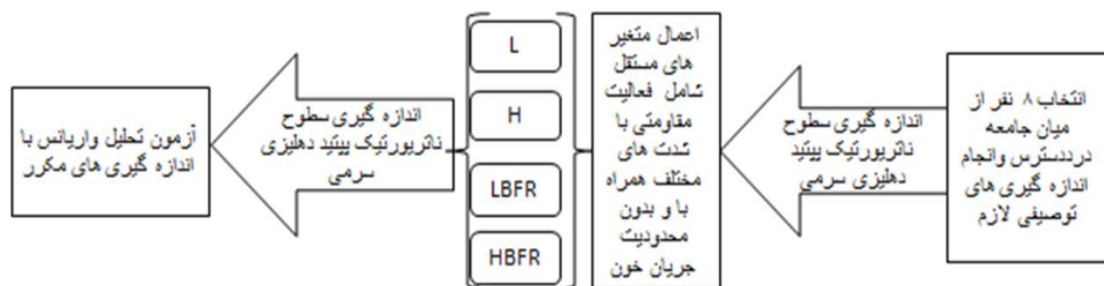 انتخاب ۸ نفر از
میان جامعه
دردسترس وانجام
اندازه گیری های
توصیفی لازم
اندازه گیری سطوح
ناتریورتیک پپتید
دهلیزی سرمی
اعمال متغیر
های مستقل
شامل فعالیت
مقاومتی با
شدت های
مختلف همراه
با و بدون
محدودیت
جریان خون
L
H
LBFR
HBFR
اندازه گیری سطوح
ناتریورتیک پپتید دهلیزی
سرمی
آزمون تحلیل واریانس با
اندازه گیری های مکرر